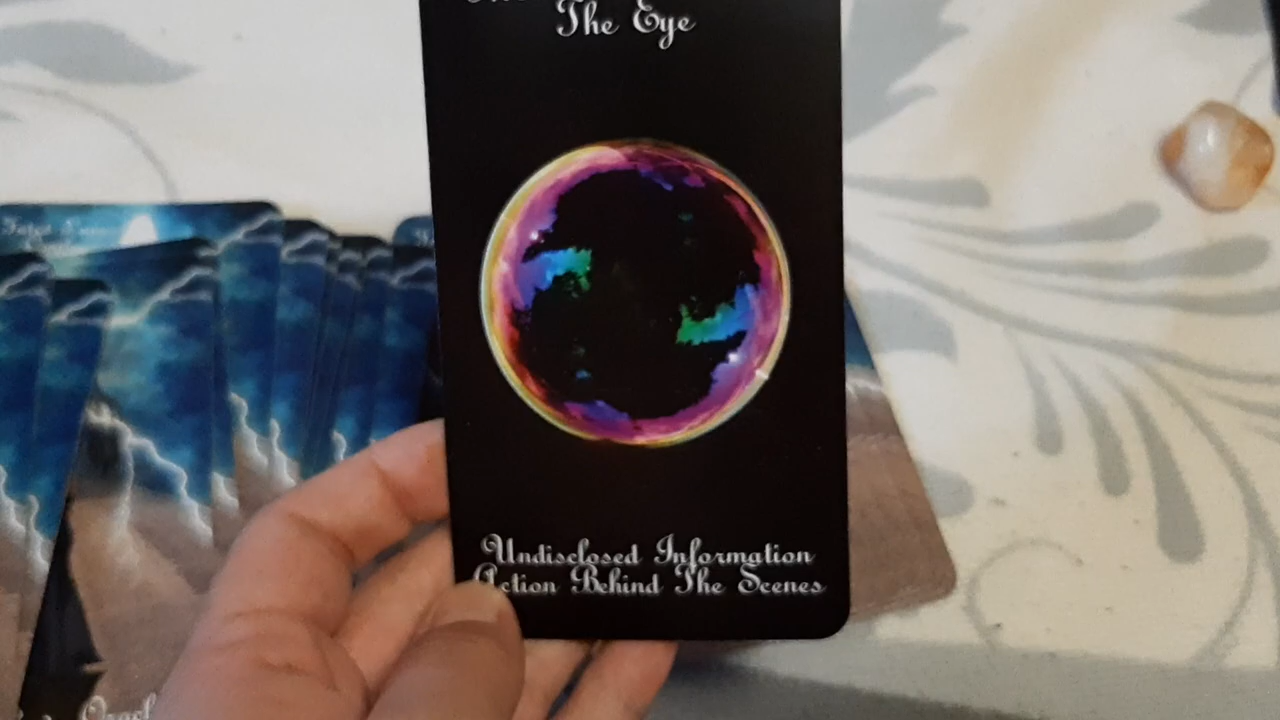 The Eye
Undisclosed Information
Action Behind The Scenes